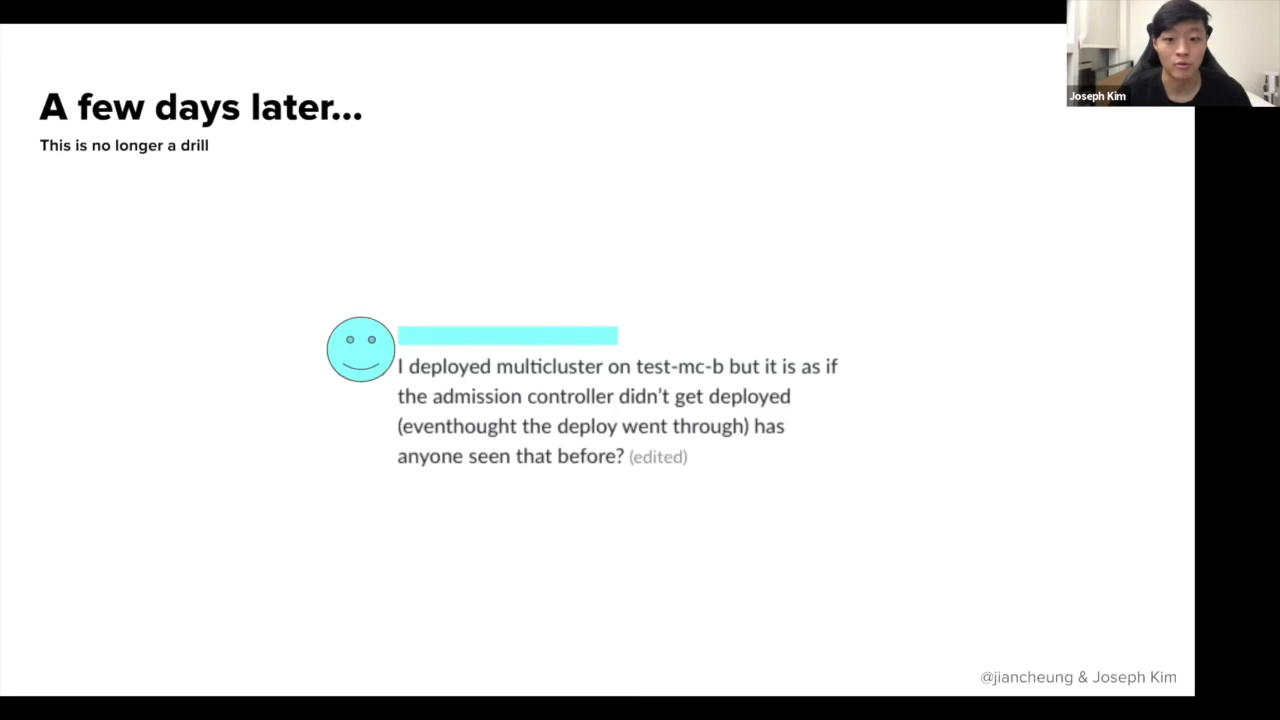 Joseph Kim
A few days later...
This is no longer a drill
I deployed multicluster on test-mc-b but it is as if
the admission controller didn't get deployed
(eventhought the deploy went through) has
anyone seen that before? (edited)
@jiancheung & Joseph Kim